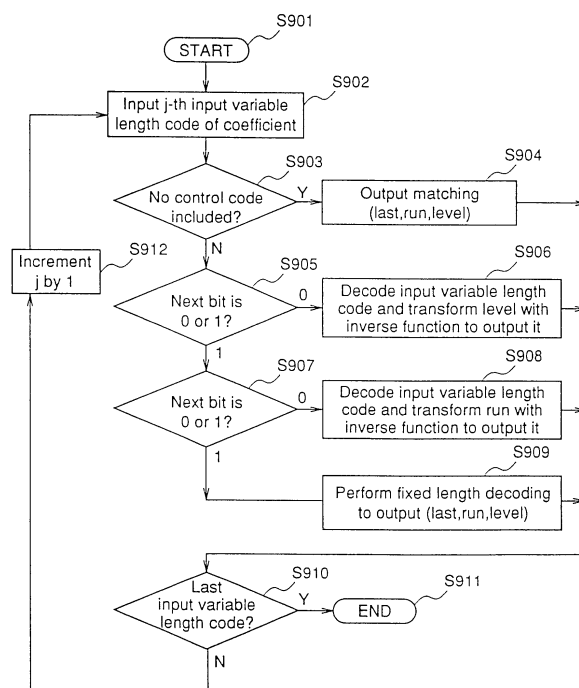 S901
START
S902
Input j-th input variable
length code of coefficient
S903
No control code
included?
Y
N
S904
Output matching
(last,run,level)
S912
Increment
j by 1
S905
Next bit is
0 or 1?
0
1
S906
Decode input variable length
code and transform level with
inverse function to output it
S907
Next bit is
0 or 1?
0
1
S908
Decode input variable length
code and transform run with
inverse function to output it
S909
Perform fixed length decoding
to output (last,run,level)
S910
Last
input variable
length code?
Y
N
S911
END